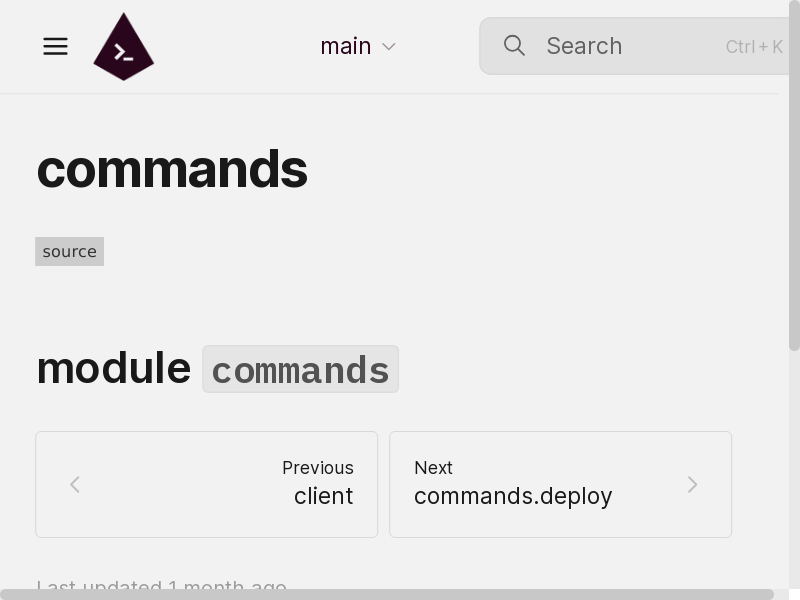 main
Search
Ctrl + K
commands
source
module commands
Previous
client
Next
commands.deploy
Last updated 1 month ago